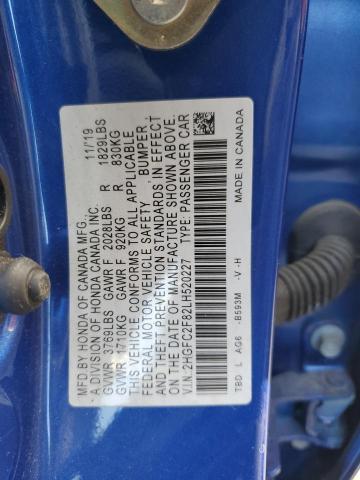 MFD BY HONDA OF CANADA MFG. 11/19
A DIVISION OF HONDA CANADA INC.
GVWR 3769LBS GAWR F 2028LBS R 1829LBS
GVWR 1710KG GAWR F 920KG R 830KG
THIS VEHICLE CONFORMS TO ALL APPLICABLE
FEDERAL MOTOR VEHICLE SAFETY BUMPER,
AND THEFT PREVENTION STANDARDS IN EFFECT
ON THE DATE OF MANUFACTURE SHOWN ABOVE.
V.I.N: 2HGFC2F82LH520227 TYPE: PASSENGER CAR
TBD L AG6 -B593M -V-H MADE IN CANADA